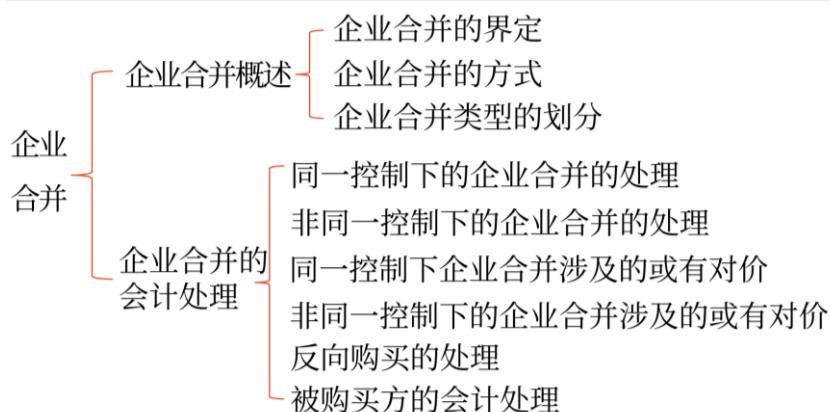 企业
合并
企业合并概述
企业合并的界定
企业合并的方式
企业合并类型的划分
企业合并的
会计处理
同一控制下的企业合并的处理
非同一控制下的企业合并的处理
同一控制下企业合并涉及的或有对价
非同一控制下的企业合并涉及的或有对价
反向购买的处理
被购买方的会计处理